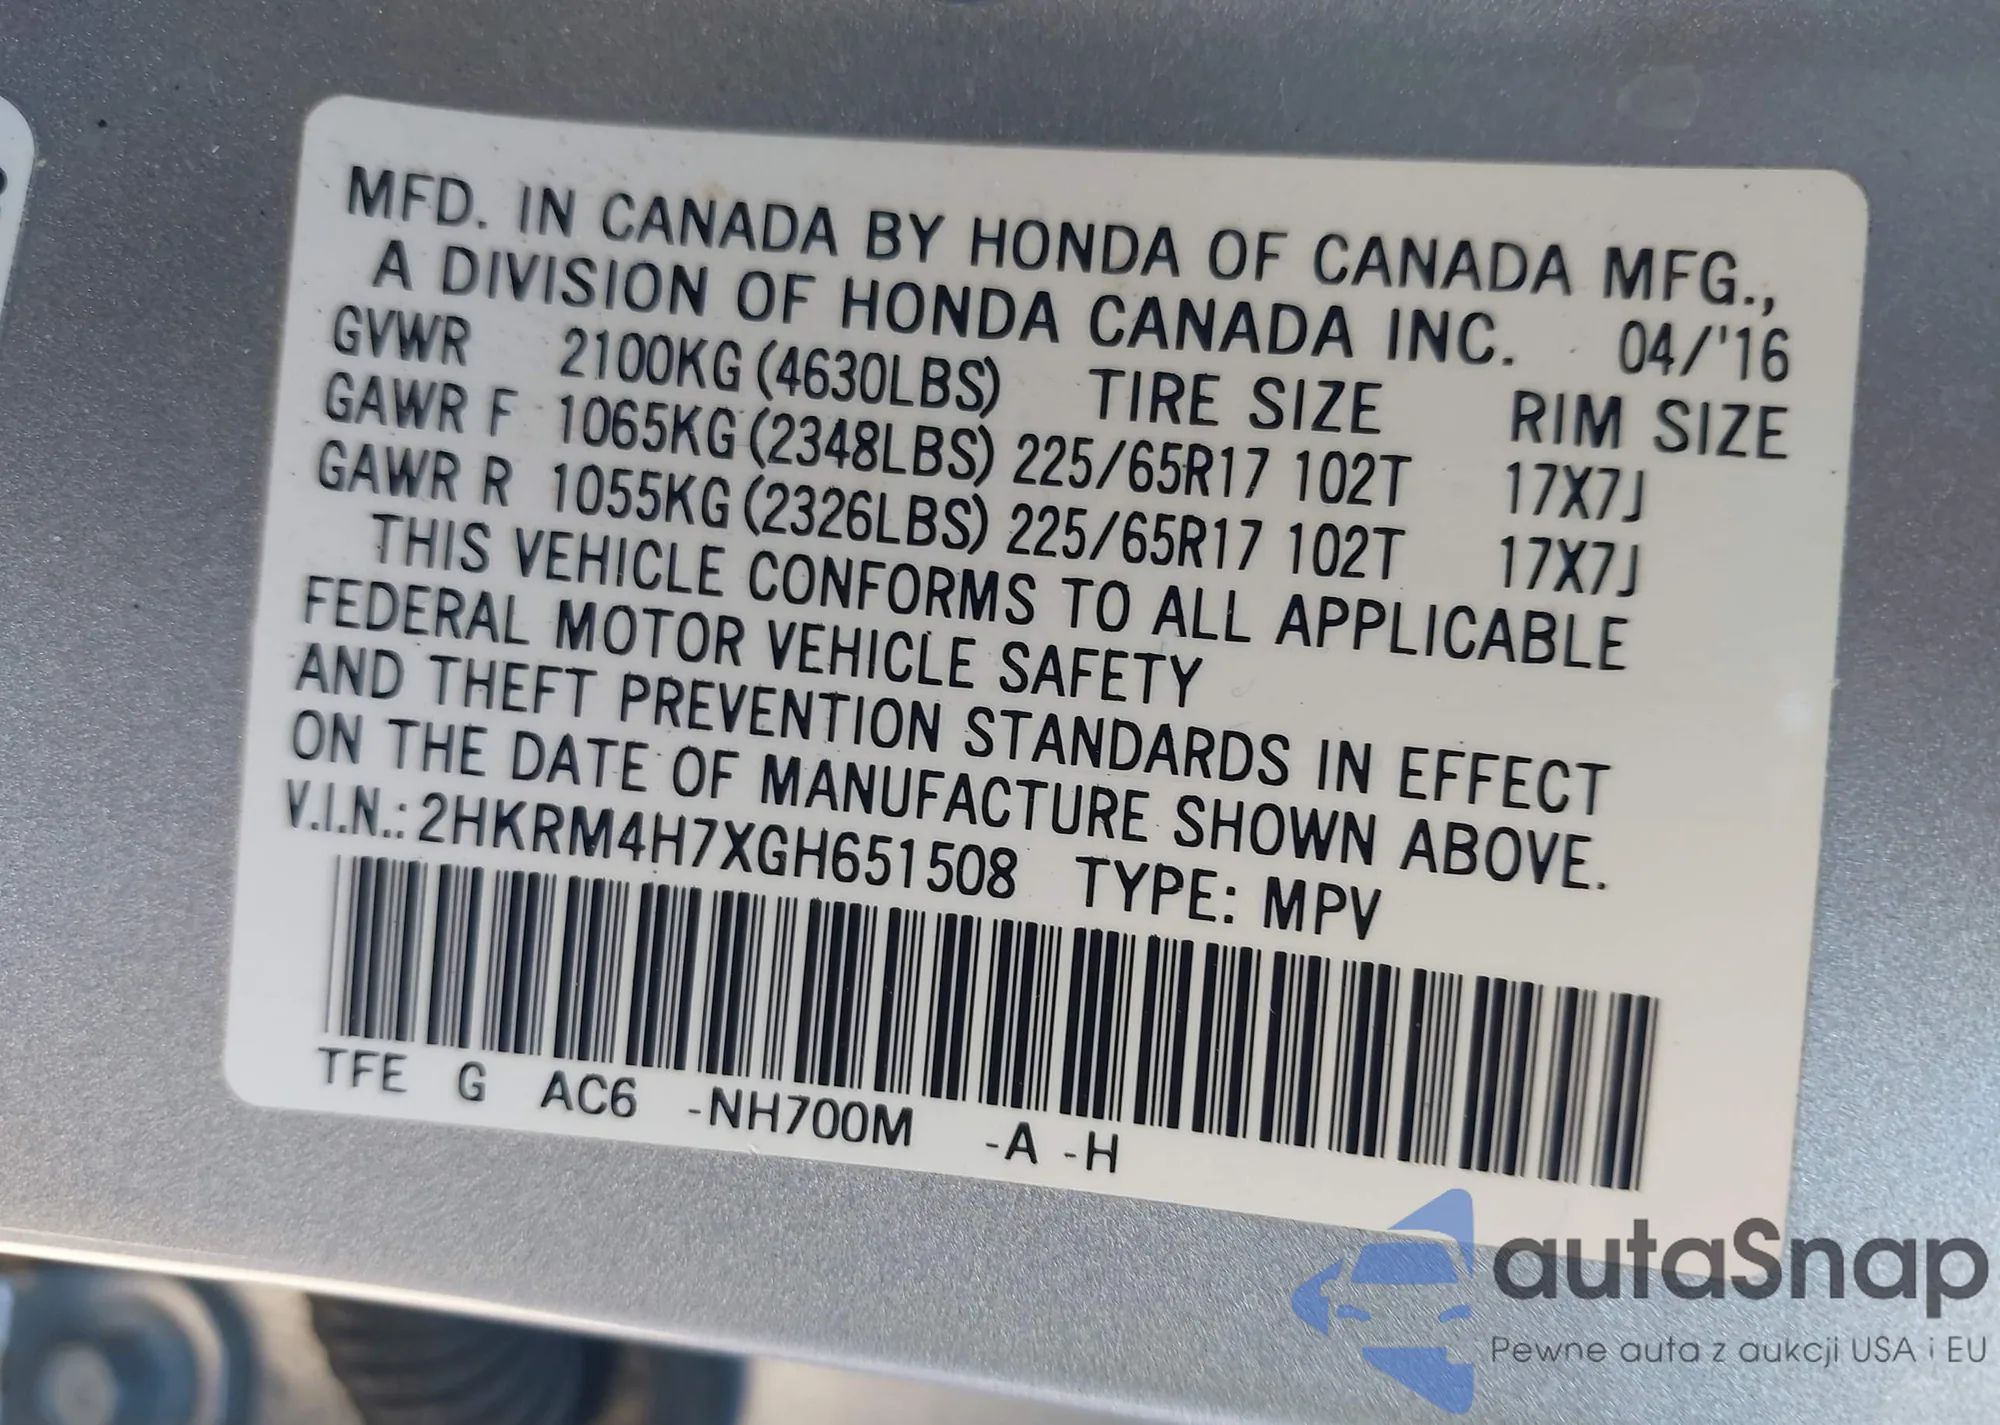 MFD. IN CANADA BY HONDA OF CANADA MFG.,
A DIVISION OF HONDA CANADA INC. 04/'16
GVWR 2100KG (4630LBS) TIRE SIZE RIM SIZE
GAWR F 1065KG (2348LBS) 225/65R17 102T 17X7J
GAWR R 1055KG (2326LBS) 225/65R17 102T 17X7J
THIS VEHICLE CONFORMS TO ALL APPLICABLE
FEDERAL MOTOR VEHICLE SAFETY
AND THEFT PREVENTION STANDARDS IN EFFECT
ON THE DATE OF MANUFACTURE SHOWN ABOVE.
V.I.N.: 2HKRM4H7XGH651508 TYPE: MPV
TFE G AC6 -NH700M -A -H
autaSnap
Pewne auta z aukcji USA i EU